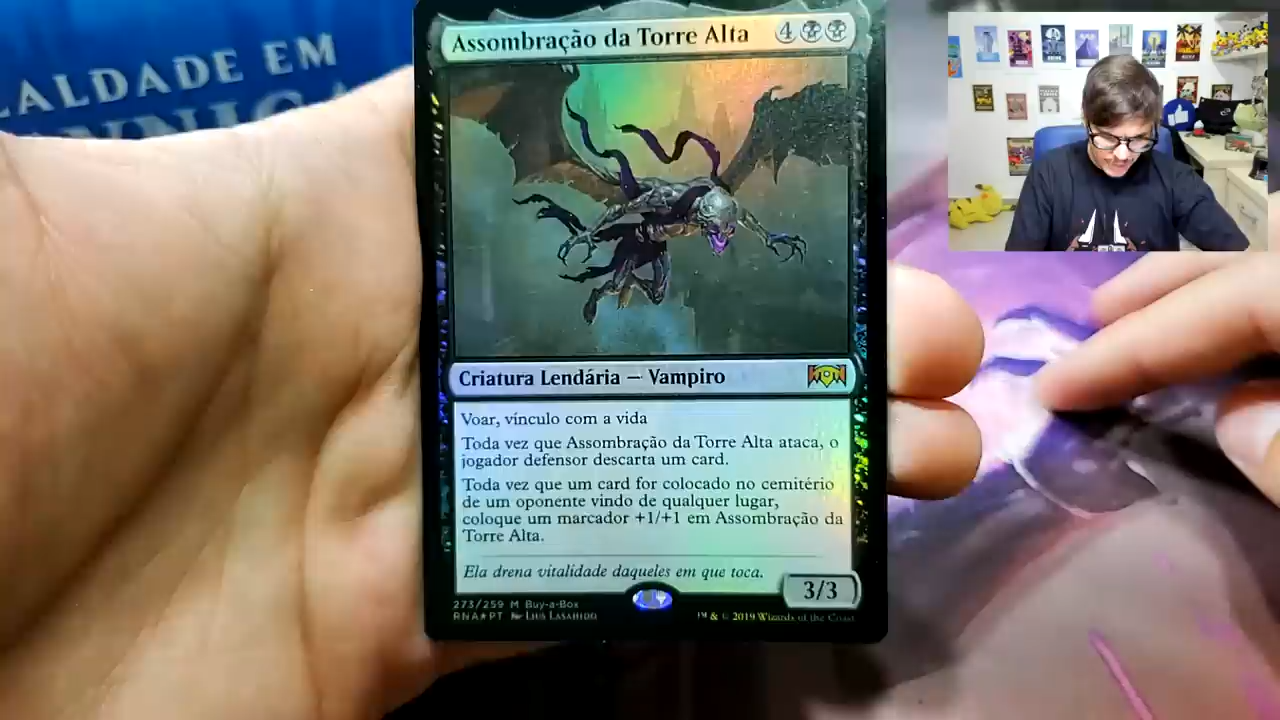 LALDADE EM
Assombração da Torre Alta 4
Criatura Lendária — Vampiro
Voar, vínculo com a vida
Toda vez que Assombração da Torre Alta ataca, o
jogador defensor descarta um card.
Toda vez que um card for colocado no cemitério
de um oponente vindo de qualquer lugar,
coloque um marcador +1/+1 em Assombração da
Torre Alta.
Ela drena vitalidade daqueles em que toca.
3/3
273/259 M Buy-a-Box
RNA★PT Luis Lasahido
™ & © 2019 Wizards of the Coast